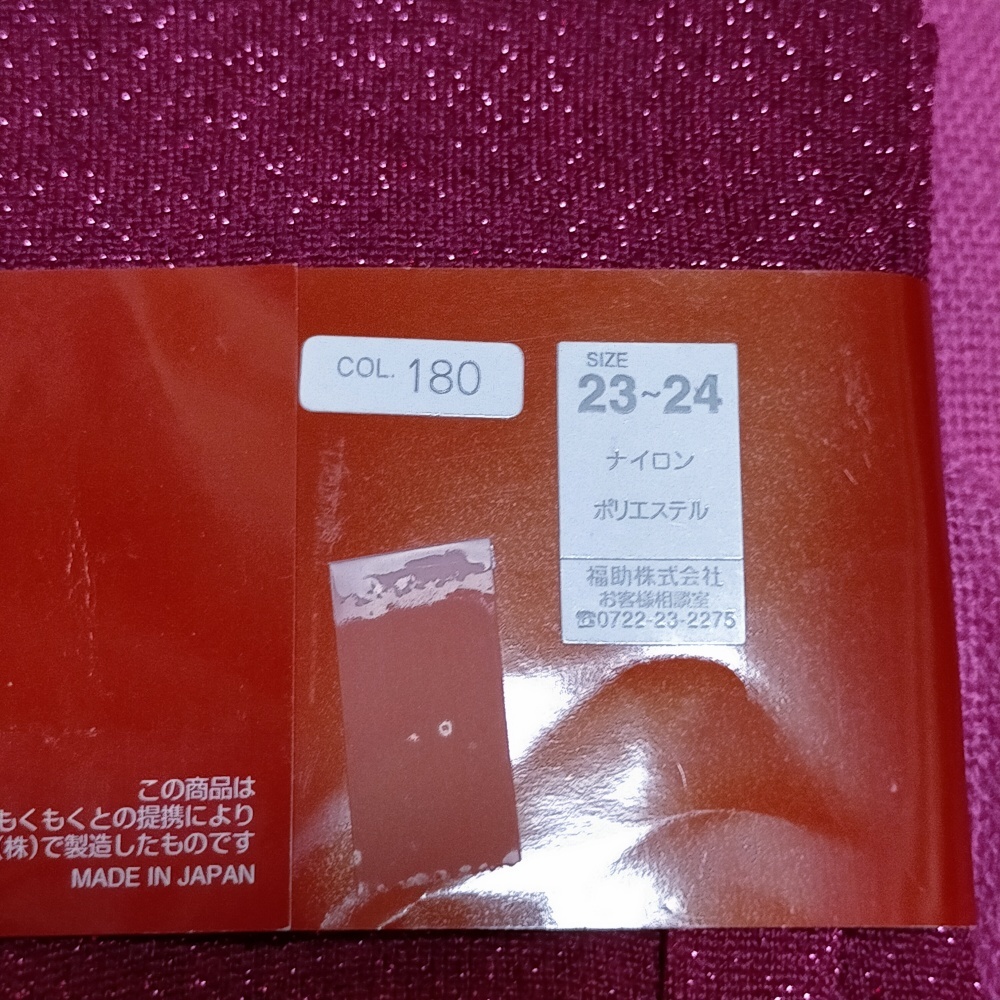 COL. 180
SIZE
23~24
ナイロン
ポリエステル
福助株式会社
お客様相談室
☎0722-23-2275
この商品は
もくもくとの提携により
(株)で製造したものです
MADE IN JAPAN